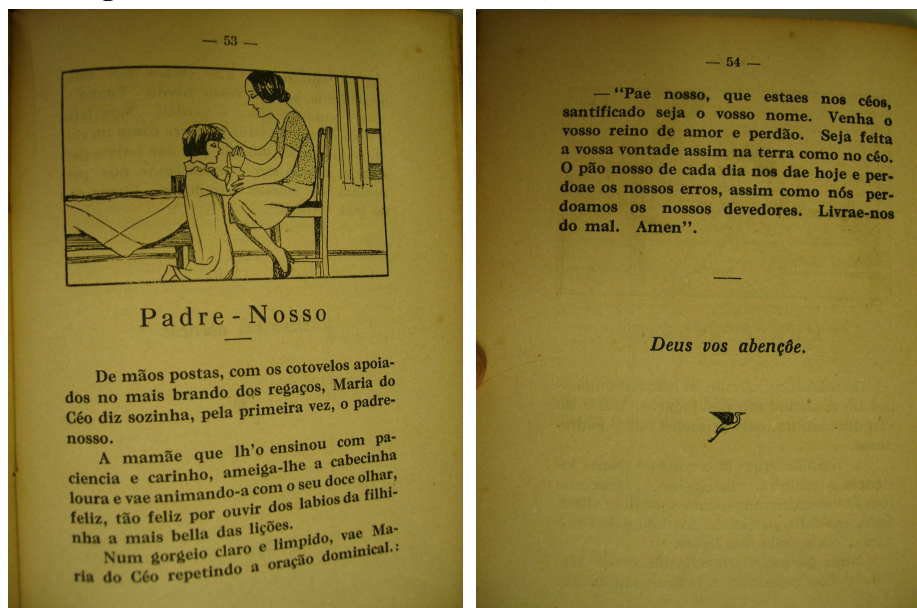 — 53 —
Padre - Nosso
De mãos postas, com os cotovelos apoia-
dos no mais brando dos regaços, Maria do
Céo diz sozinha, pela primeira vez, o padre-
nosso.
A mamãe que lh'o ensinou com pa-
ciencia e carinho, ameiga-lhe a cabecinha
loura e vae animando-a com o seu doce olhar,
feliz, tão feliz por ouvir dos labios da filhi-
nha a mais bella das lições.
Num gorgeio claro e limpido, vae Ma-
ria do Céo repetindo a oração dominical.:
— 54 —
— "Pae nosso, que estaes nos céos,
santificado seja o vosso nome. Venha o
vosso reino de amor e perdão. Seja feita
a vossa vontade assim na terra como no céo.
O pão nosso de cada dia nos dae hoje e per-
doae os nossos erros, assim como nós per-
doamos os nossos devedores. Livrae-nos
do mal. Amen".
Deus vos abençôe.